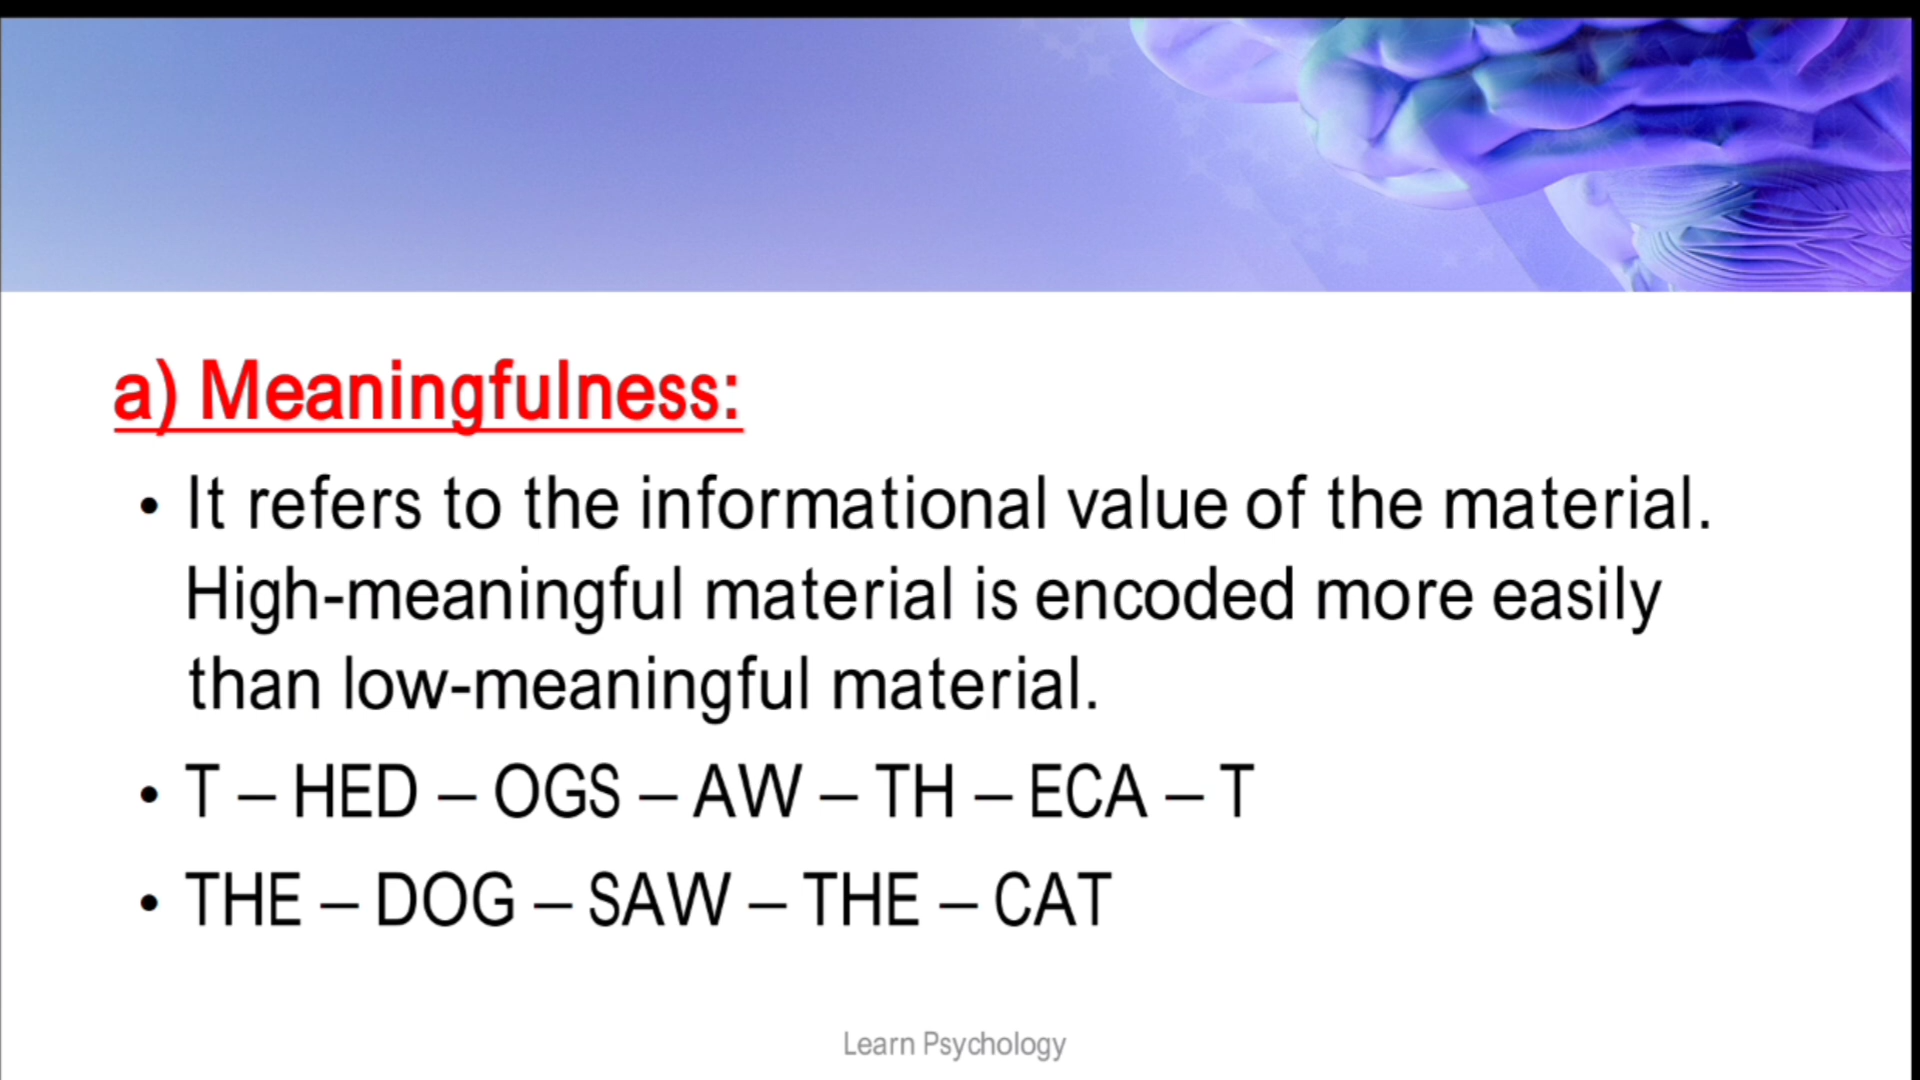 a) Meaningfulness:
• It refers to the informational value of the material.
High-meaningful material is encoded more easily
than low-meaningful material.
• T – HED – OGS – AW – TH – ECA – T
• THE – DOG – SAW – THE – CAT
Learn Psychology